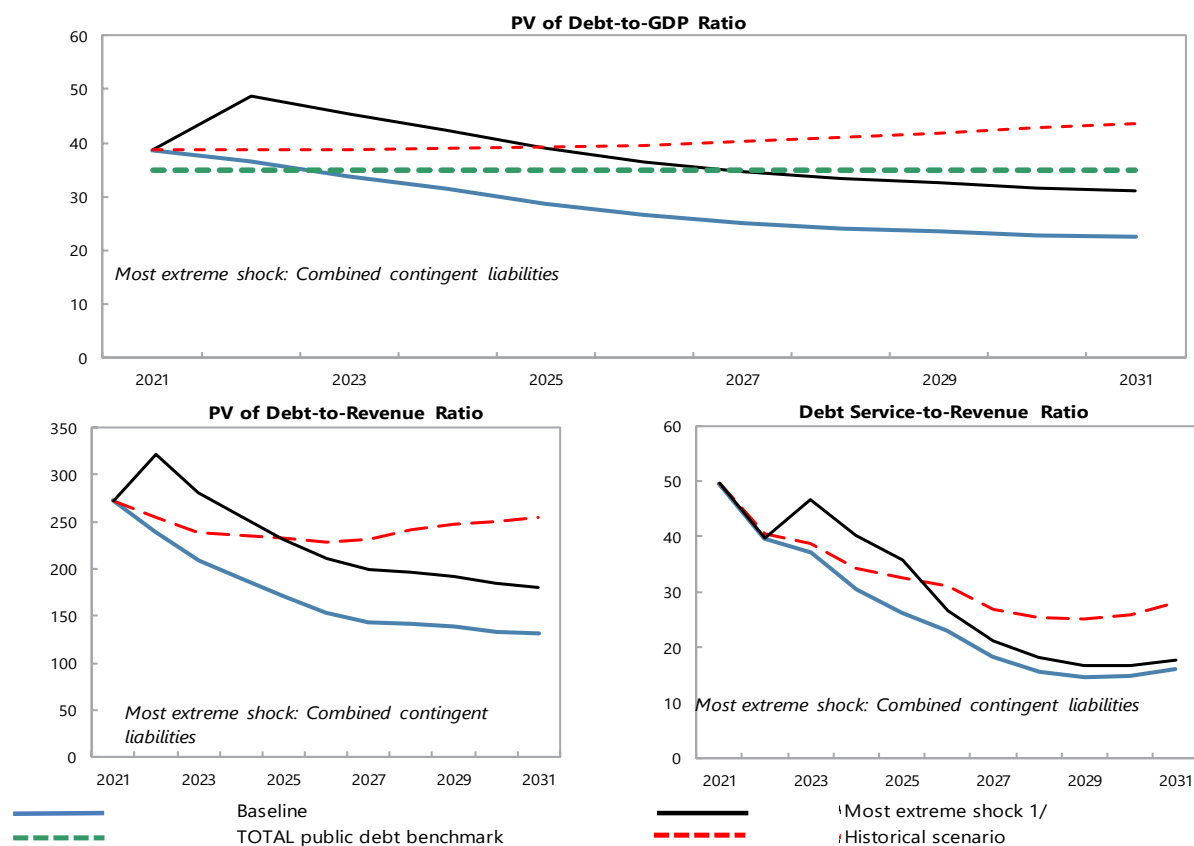 PV of Debt-to-GDP Ratio
60
50
40
30
20
10
0
Most extreme shock: Combined contingent liabilities
2021 2023 2025 2027 2029 2031
PV of Debt-to-Revenue Ratio
350
300
250
200
150
100
50
0
Most extreme shock: Combined contingent
liabilities
2021 2023 2025 2027 2029 2031
Debt Service-to-Revenue Ratio
60
50
40
30
20
10
0
Most extreme shock: Combined contingent liabilities
2021 2023 2025 2027 2029 2031
Baseline
Most extreme shock 1/
TOTAL public debt benchmark
Historical scenario